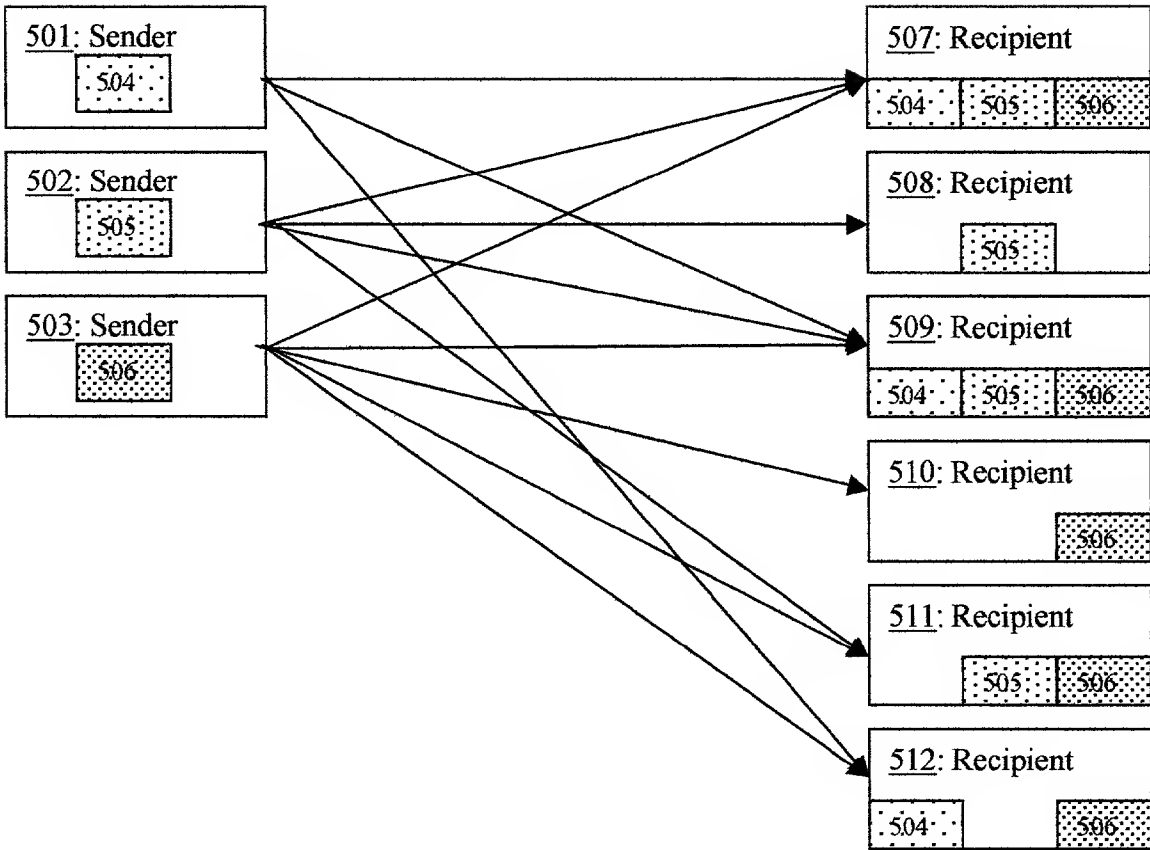 501: Sender
504
502: Sender
505
503: Sender
506
507: Recipient
504 505 506
508: Recipient
505
509: Recipient
504 505 506
510: Recipient
506
511: Recipient
505 506
512: Recipient
504 506